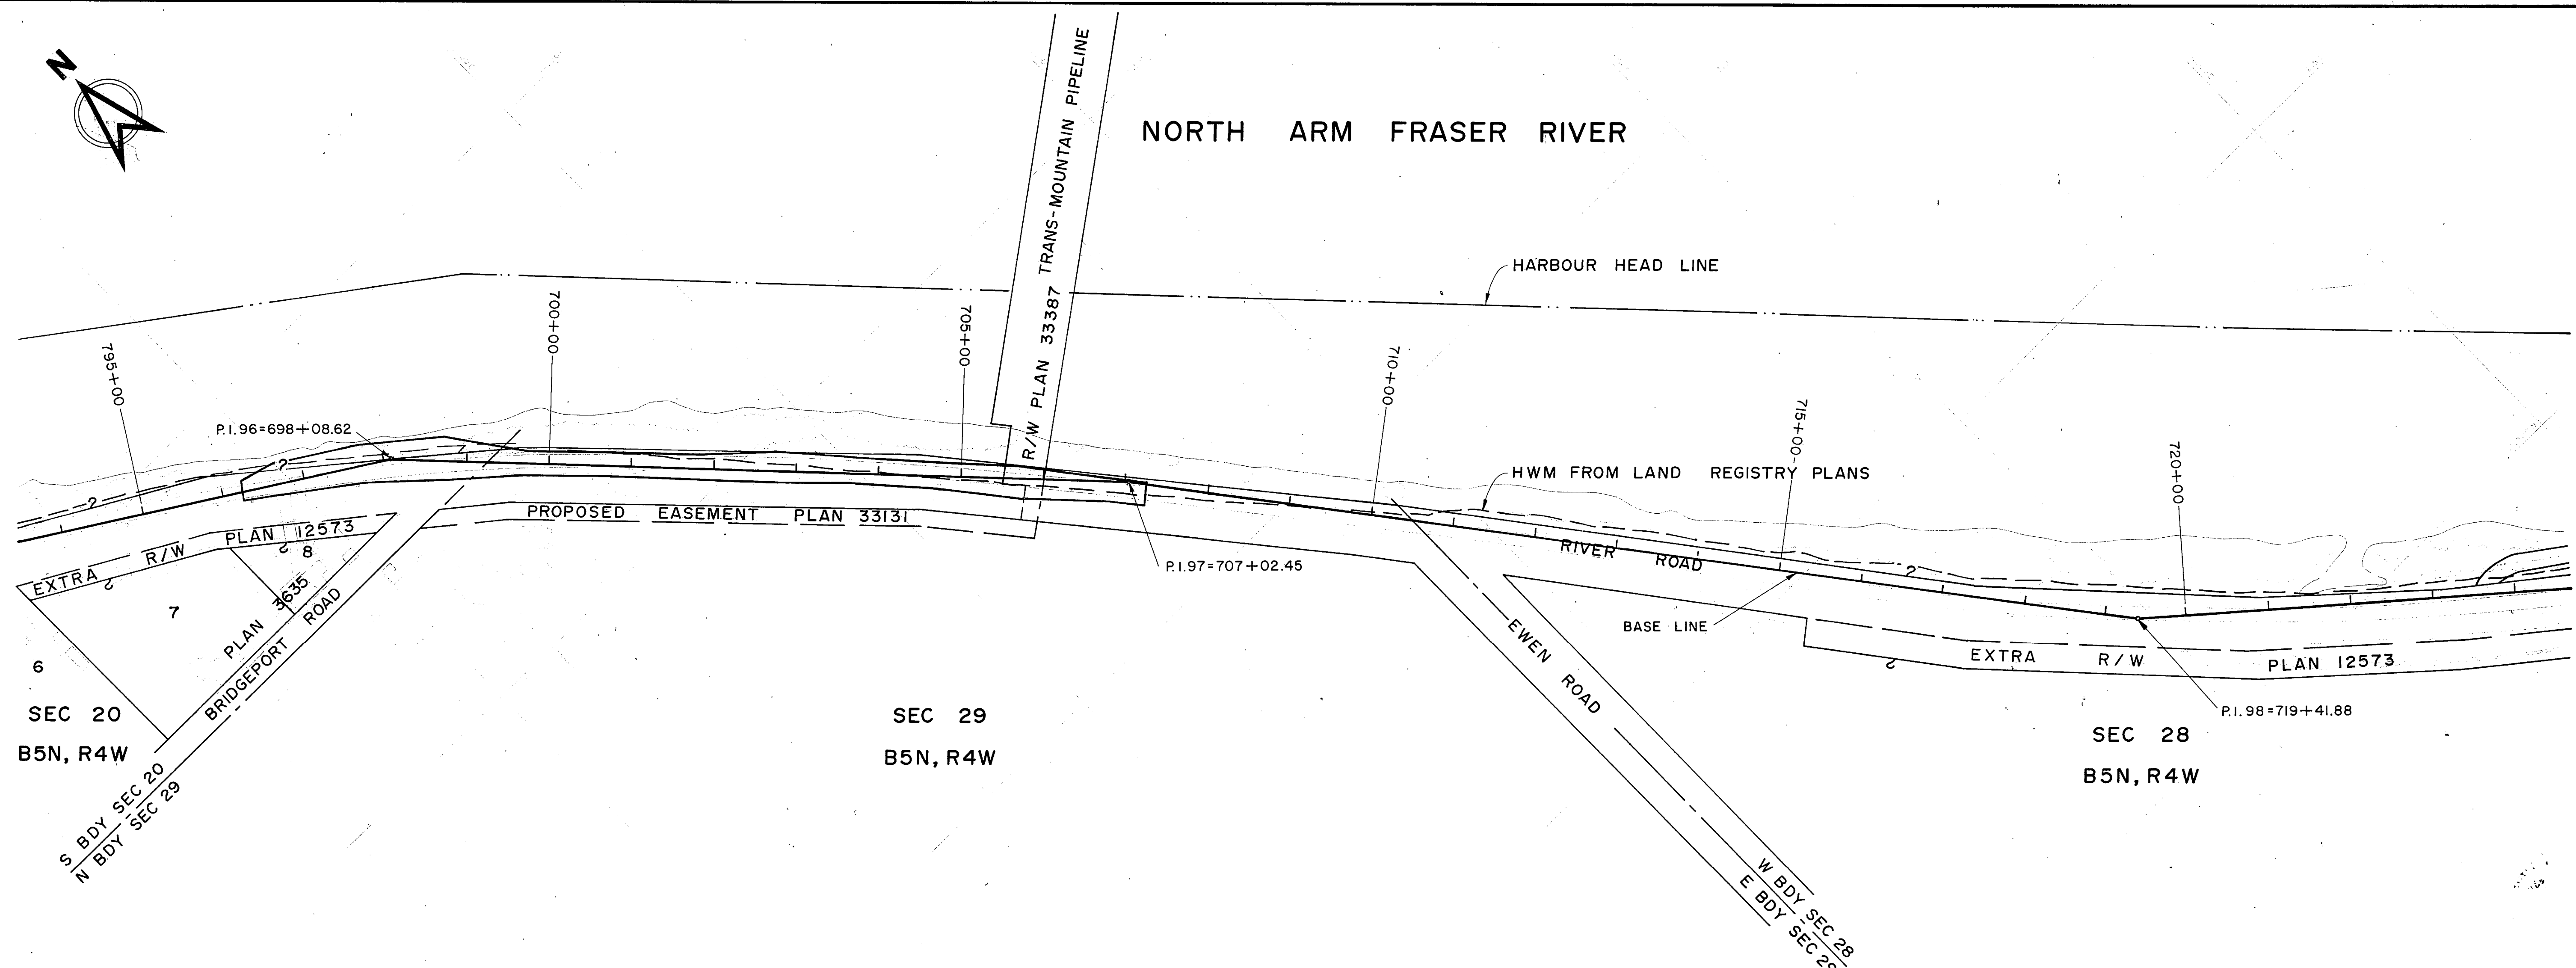 N
NORTH ARM FRASER RIVER
R/W PLAN 33387 TRANS-MOUNTAIN PIPELINE
HARBOUR HEAD LINE
795+00
700+00
705+00
710+00
715+00
720+00
P.I. 96=698+08.62
HWM FROM LAND REGISTRY PLANS
?
?
?
PROPOSED EASEMENT PLAN 33131
P.I. 97=707+02.45
RIVER ROAD
EXTRA R/W PLAN 12573
8
7
6
PLAN 3635
BRIDGEPORT ROAD
BASE LINE
EWEN ROAD
EXTRA R/W PLAN 12573
P.I. 98=719+41.88
SEC 20
B5N, R4W
SEC 29
B5N, R4W
SEC 28
B5N, R4W
S BDY SEC 20
N BDY SEC 29
W BDY SEC 28
E BDY SEC 29